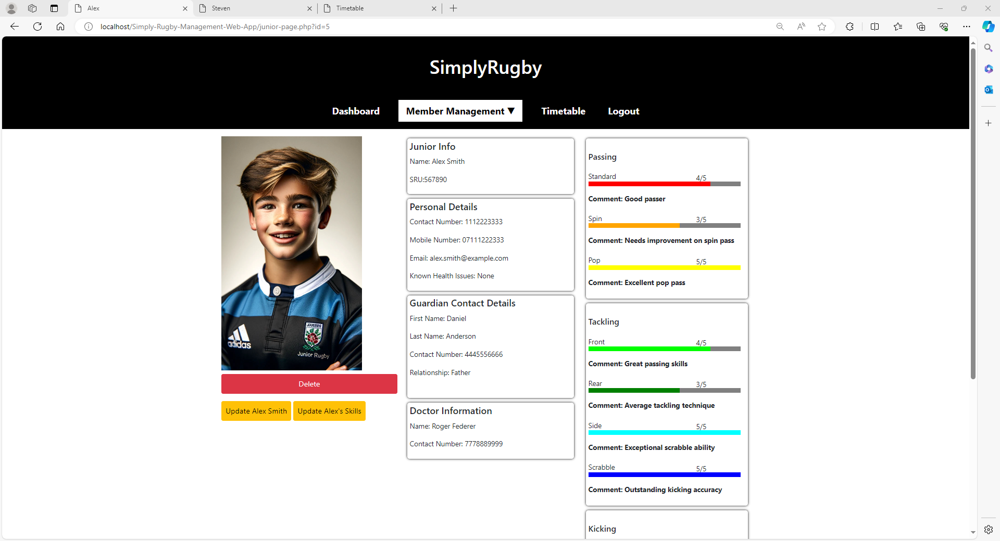 Alex
Steven
Timetable
localhost/Simply-Rugby-Management-Web-App/junior-page.php?id=5
SimplyRugby
Dashboard
Member Management ▼
Timetable
Logout
adidas
Junior Rugby
Delete
Update Alex Smith
Update Alex's Skills
Junior Info
Name: Alex Smith
SRU:567890
Personal Details
Contact Number: 1112223333
Mobile Number: 07111222333
Email: alex.smith@example.com
Known Health Issues: None
Guardian Contact Details
First Name: Daniel
Last Name: Anderson
Contact Number: 4445556666
Relationship: Father
Doctor Information
Name: Roger Federer
Contact Number: 7778889999
Passing
Standard 4/5
Comment: Good passer
Spin 3/5
Comment: Needs improvement on spin pass
Pop 5/5
Comment: Excellent pop pass
Tackling
Front 4/5
Comment: Great passing skills
Rear 3/5
Comment: Average tackling technique
Side 5/5
Comment: Exceptional scrabble ability
Scrabble 5/5
Comment: Outstanding kicking accuracy
Kicking